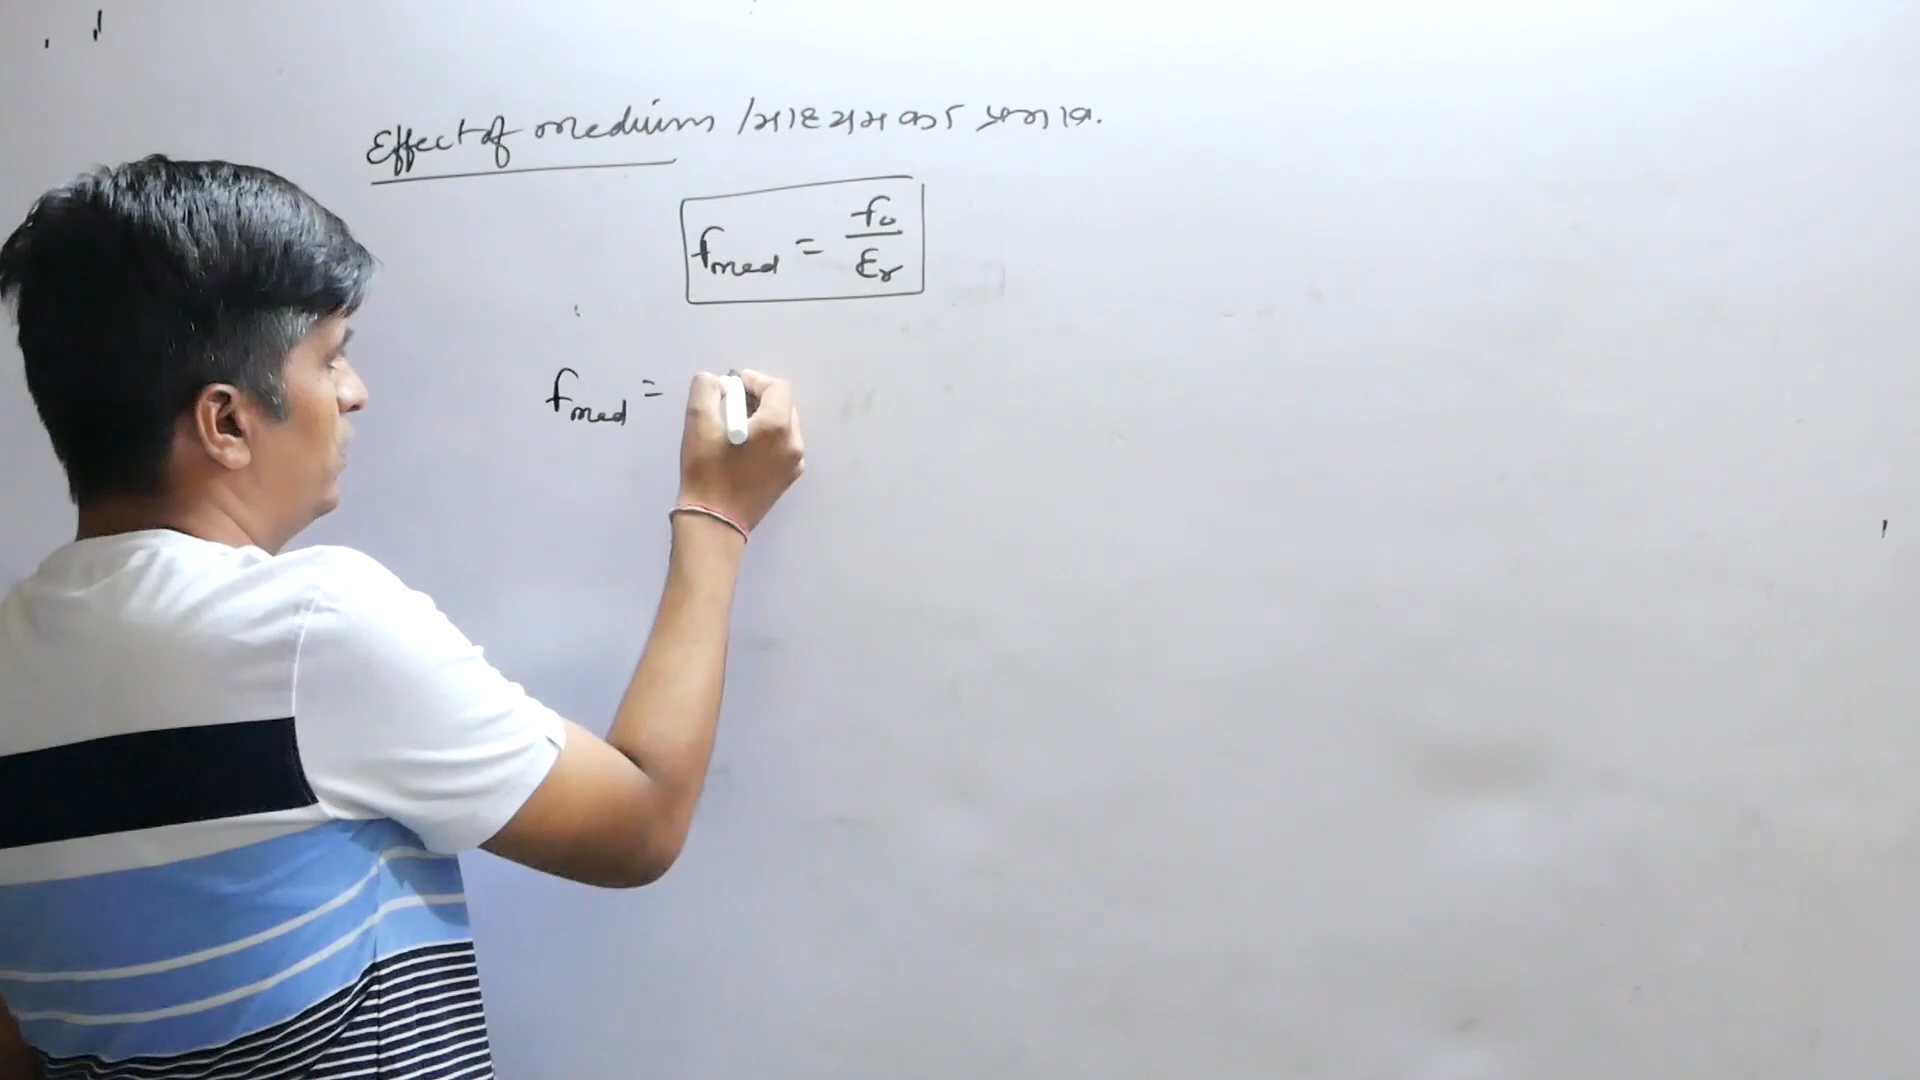 Effect of medium / माध्यम का प्रभाव.
fmed = f₀/εr
fmed =